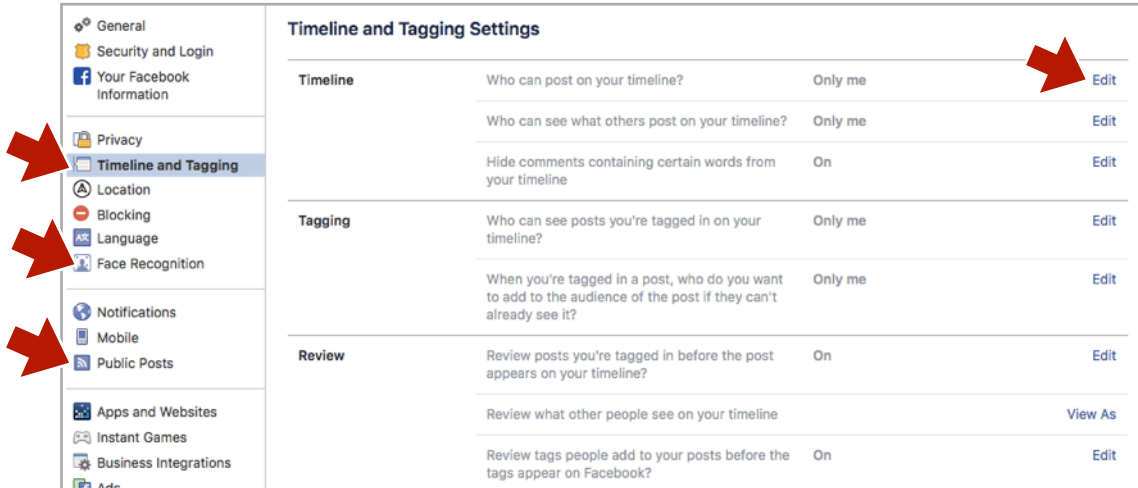 General
Security and Login
Your Facebook
Information
Privacy
Timeline and Tagging
Location
Blocking
Language
Face Recognition
Notifications
Mobile
Public Posts
Apps and Websites
Instant Games
Business Integrations
Ads
Timeline and Tagging Settings
Timeline Who can post on your timeline? Only me Edit
Who can see what others post on your timeline? Only me Edit
Hide comments containing certain words from On Edit
your timeline
Tagging Who can see posts you're tagged in on your Only me Edit
timeline?
When you're tagged in a post, who do you want Only me Edit
to add to the audience of the post if they can't
already see it?
Review Review posts you're tagged in before the post On Edit
appears on your timeline?
Review what other people see on your timeline View As
Review tags people add to your posts before the On Edit
tags appear on Facebook?